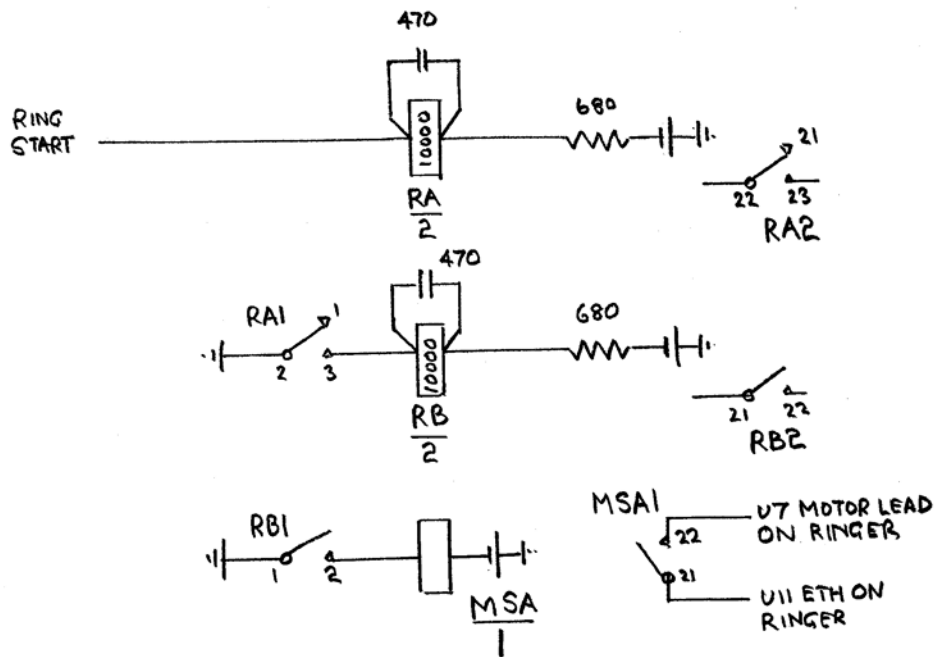 470
RING
START
10000
680
RA
2
21
22 23
RA2
470
RA1
1
2 3
10000
680
RB
2
21 22
RB2
RB1
1 2
MSA
1
MSA1
22
21
U7 MOTOR LEAD
ON RINGER
U11 ETH ON
RINGER